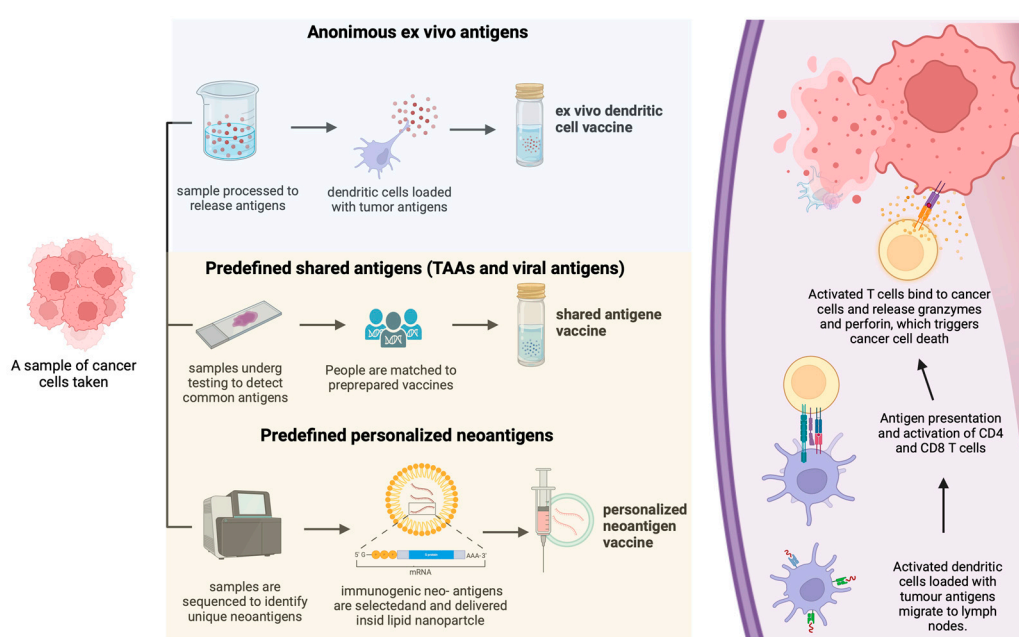 Anonimous ex vivo antigens
ex vivo dendritic
cell vaccine
sample processed to
release antigens
dendritic cells loaded
with tumor antigens
Predefined shared antigens (TAAs and viral antigens)
shared antigene
vaccine
samples underg
testing to detect
common antigens
People are matched to
preprepared vaccines
A sample of cancer
cells taken
Predefined personalized neoantigens
personalized
neoantigen
vaccine
5' G
AAA-3'
mRNA
samples are
sequenced to identify
unique neoantigens
immunogenic neo- antigens
are selectedand and delivered
insid lipid nanopartcle
Activated T cells bind to cancer
cells and release granzymes
and perforin, which triggers
cancer cell death
Antigen presentation
and activation of CD4
and CD8 T cells
Activated dendritic
cells loaded with
tumour antigens
migrate to lymph
nodes.